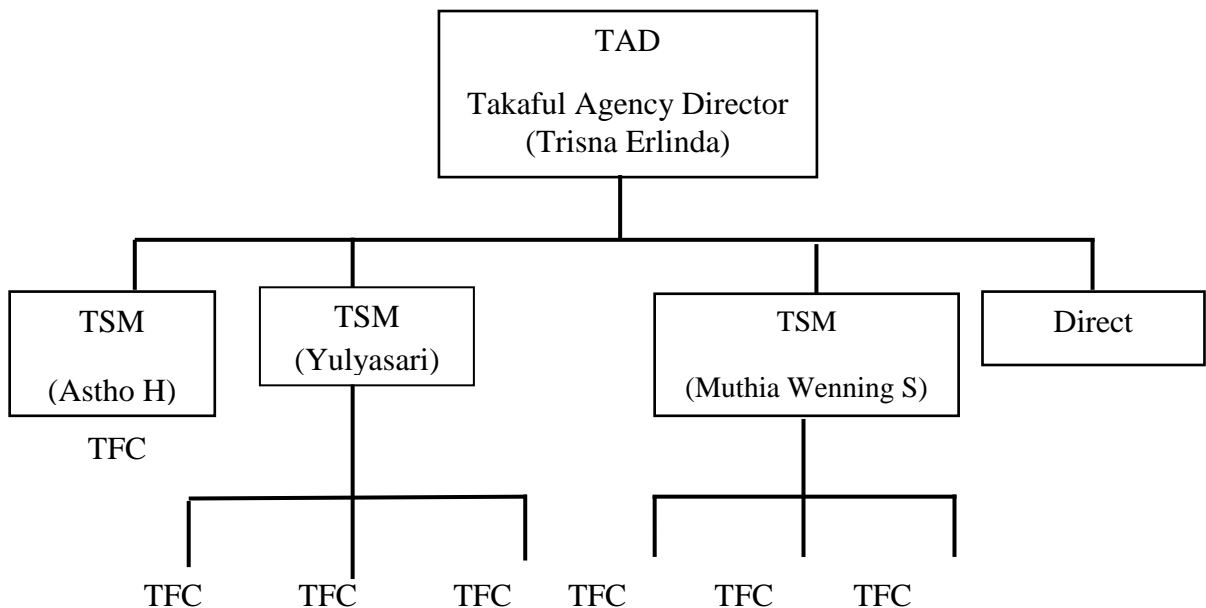 TAD
Takaful Agency Director
(Trisna Erlinda)
TSM
(Astho H)
TFC
TSM
(Yulyasari)
TSM
(Muthia Wenning S)
Direct
TFC
TFC
TFC
TFC
TFC
TFC